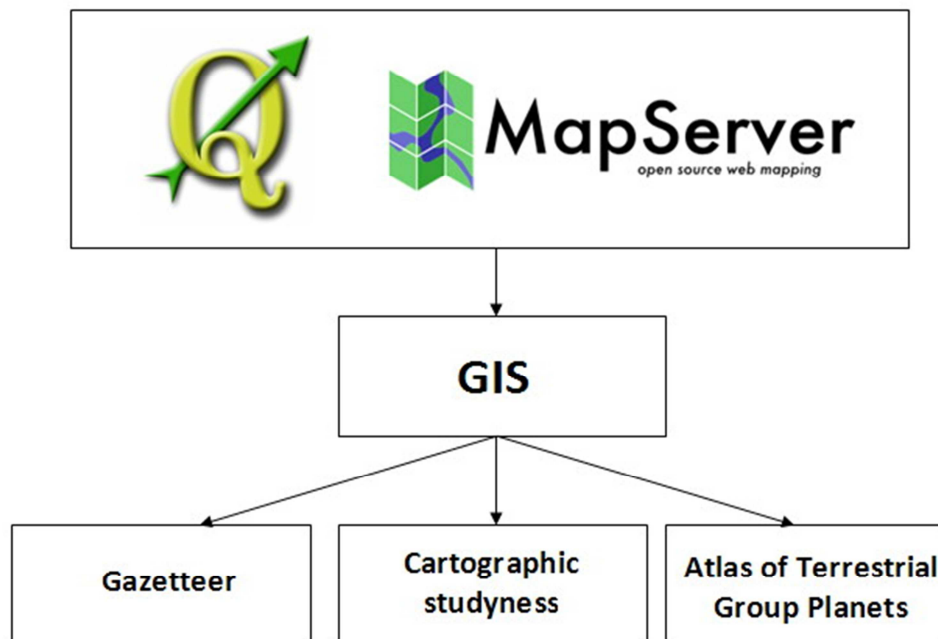 Q
MapServer
open source web mapping
GIS
Gazetteer
Cartographic
studyness
Atlas of Terrestrial
Group Planets